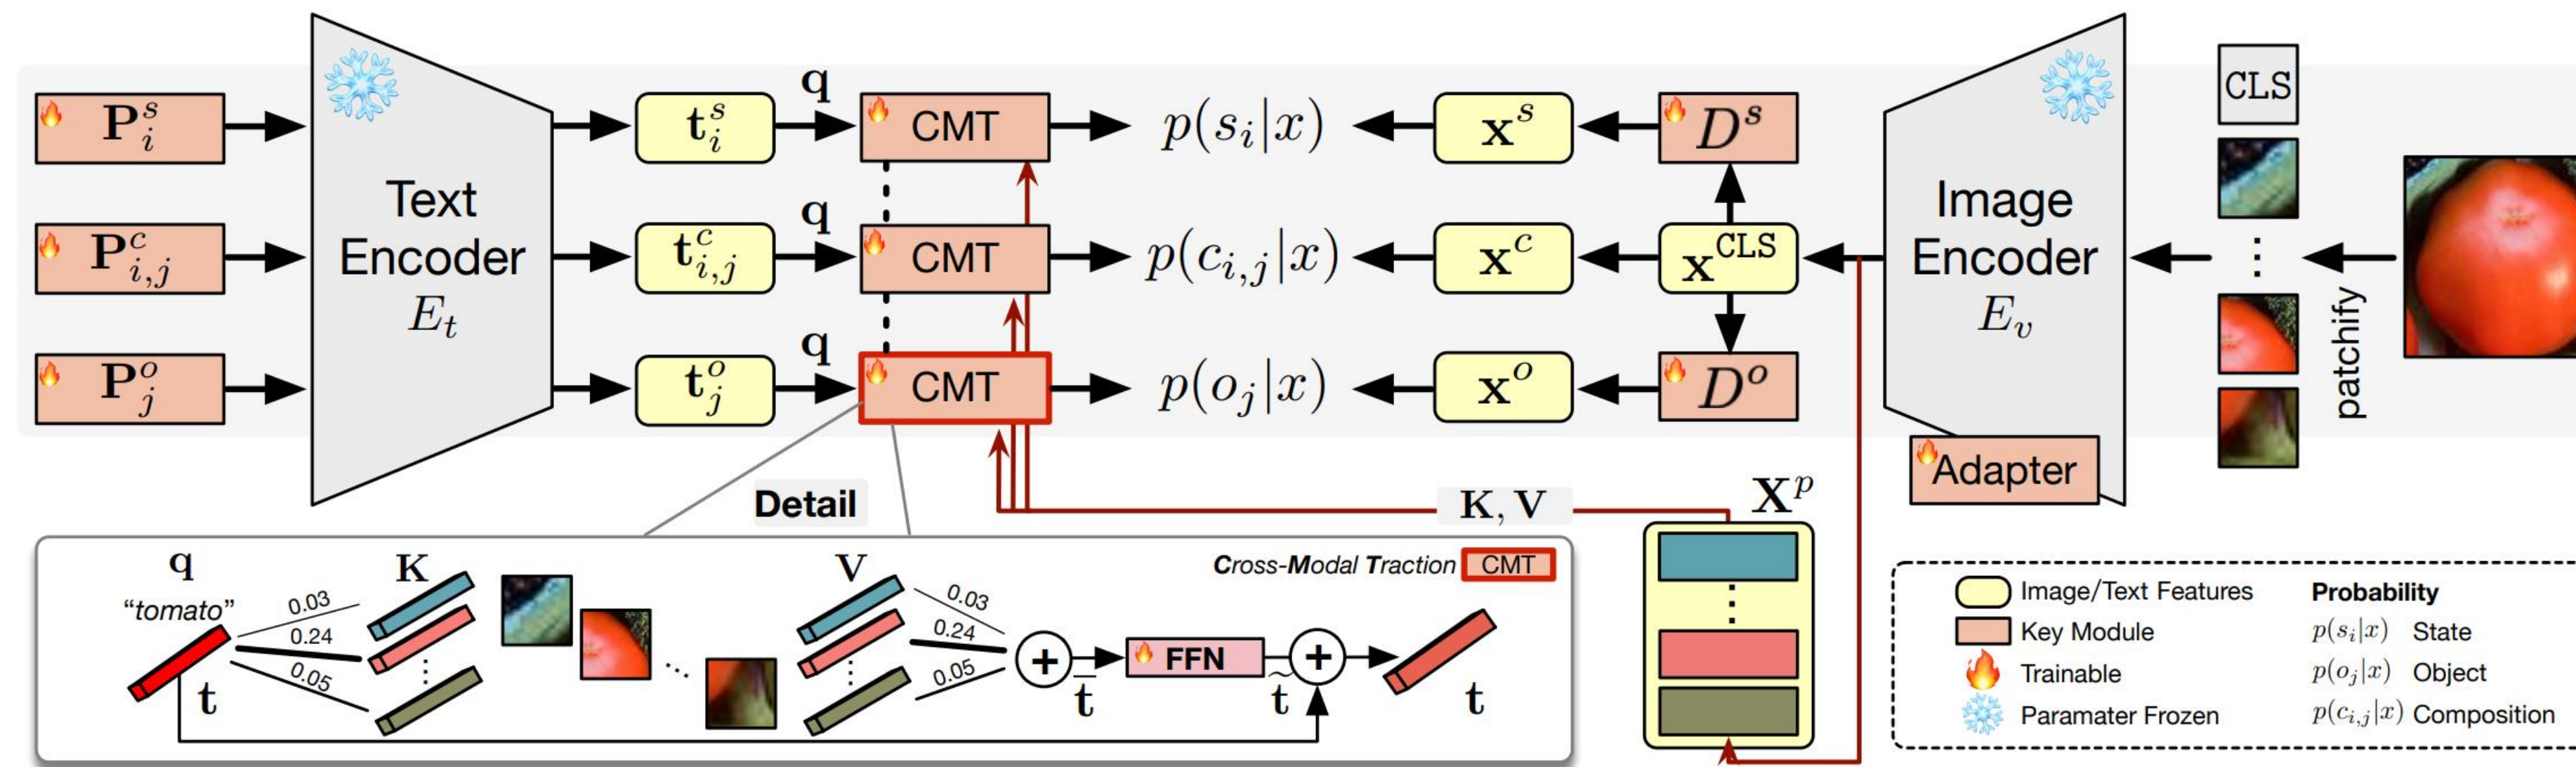 P^s_i
Text
Encoder
E_t
t^s_i
q
CMT
p(s_i|x)
x^s
D^s
P^c_{i,j}
t^c_{i,j}
q
CMT
p(c_{i,j}|x)
x^c
x^CLS
P^o_j
t^o_j
q
CMT
p(o_j|x)
x^o
D^o
Image
Encoder
E_v
Adapter
CLS
⋮
patchify
Detail
K, V
X^p
⋮
q
"tomato"
t
0.03
0.24
0.05
K
⋮
⋱
V
⋮
0.03
0.24
0.05
+
t̄
FFN
t̃
+
t
Cross-Modal Traction CMT
Image/Text Features
Key Module
Trainable
Paramater Frozen
Probability
p(s_i|x) State
p(o_j|x) Object
p(c_{i,j}|x) Composition